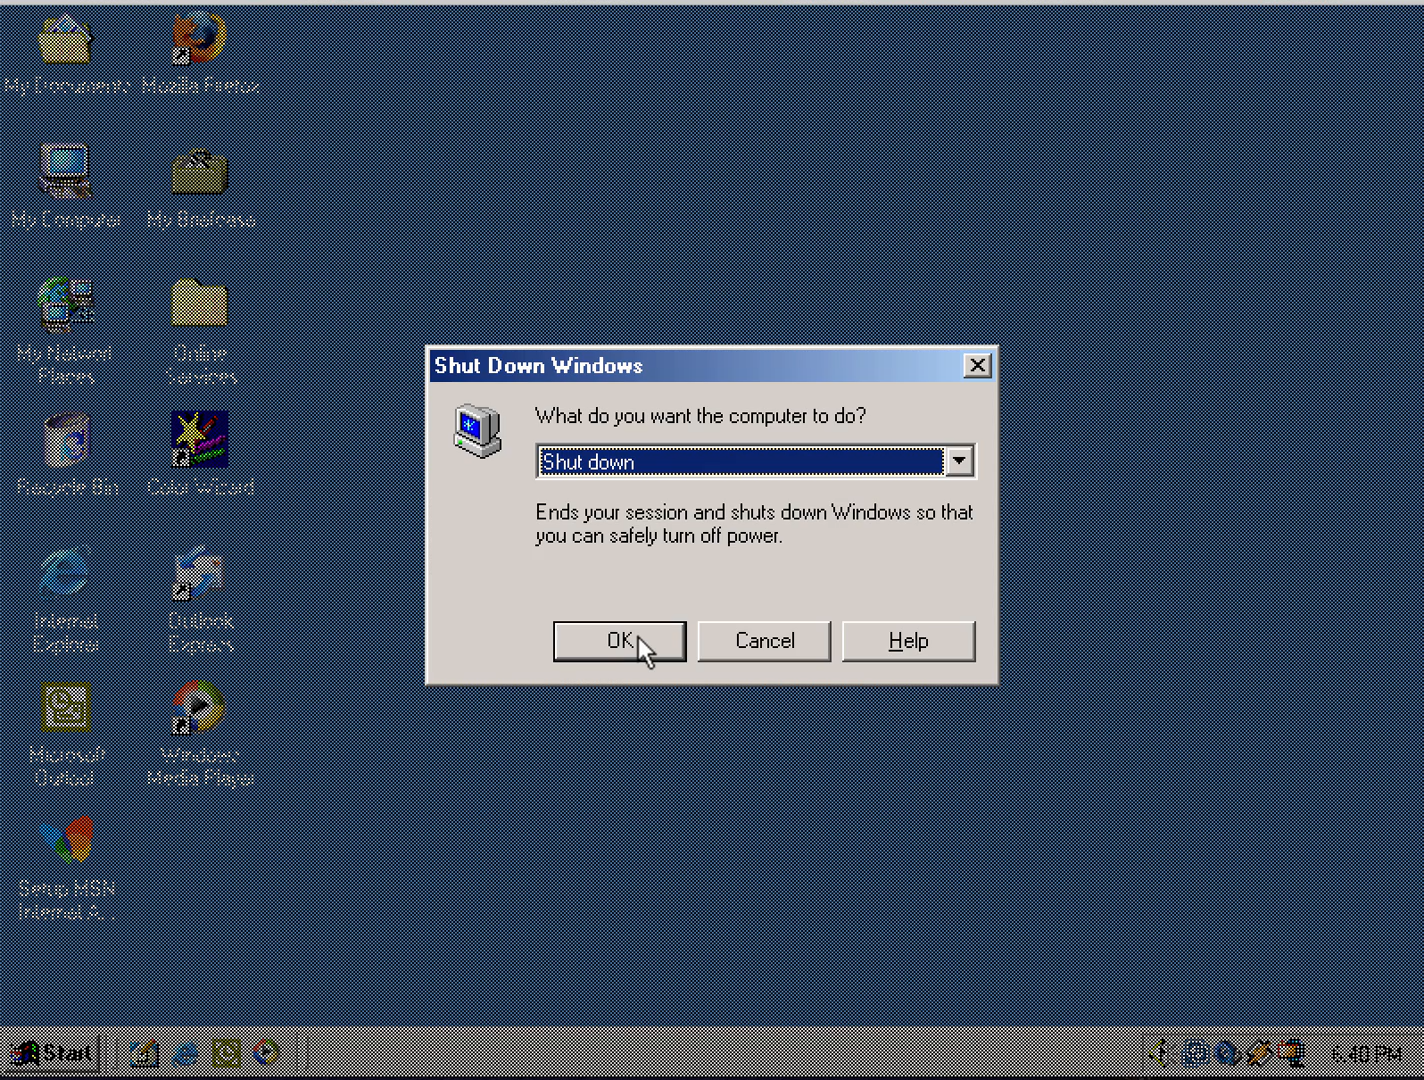 My Documents
Mozilla Firefox
My Computer
My Briefcase
My Network
Places
Online
Services
Recycle Bin
Color Wizard
Internet
Explorer
Outlook
Express
Microsoft
Outlook
Windows
Media Player
Setup MSN
Internet A...
Shut Down Windows
What do you want the computer to do?
Shut down
Ends your session and shuts down Windows so that
you can safely turn off power.
OK
Cancel
Help
Start
6:40 PM